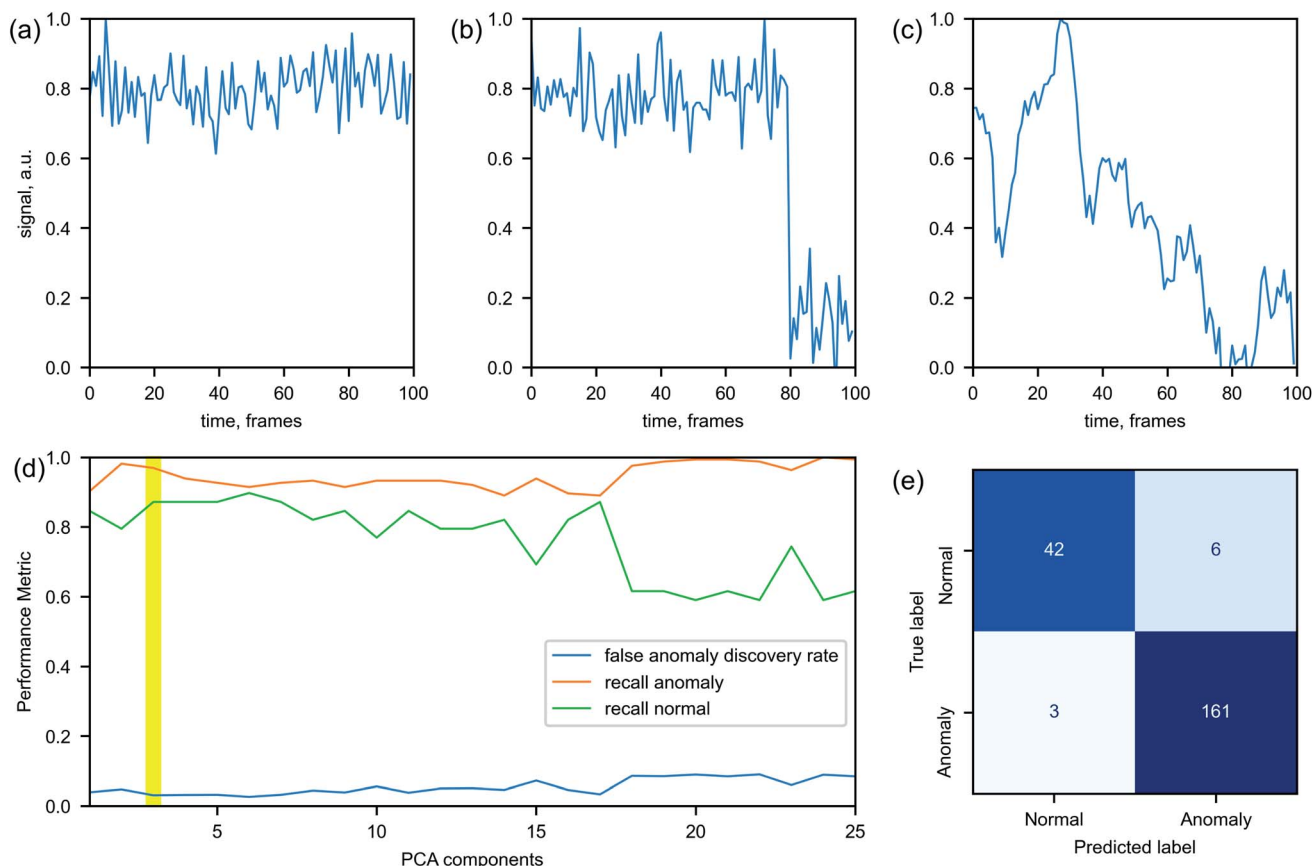 (a)
1.0
0.8
0.6
0.4
0.2
0.0
signal, a.u.
0 20 40 60 80 100
time, frames
(b)
1.0
0.8
0.6
0.4
0.2
0.0
0 20 40 60 80 100
time, frames
(c)
1.0
0.8
0.6
0.4
0.2
0.0
0 20 40 60 80 100
time, frames
(d)
1.0
0.8
0.6
0.4
0.2
0.0
Performance Metric
false anomaly discovery rate
recall anomaly
recall normal
5 10 15 20 25
PCA components
(e)
True label
Normal
42 6
Anomaly
3 161
Normal Anomaly
Predicted label